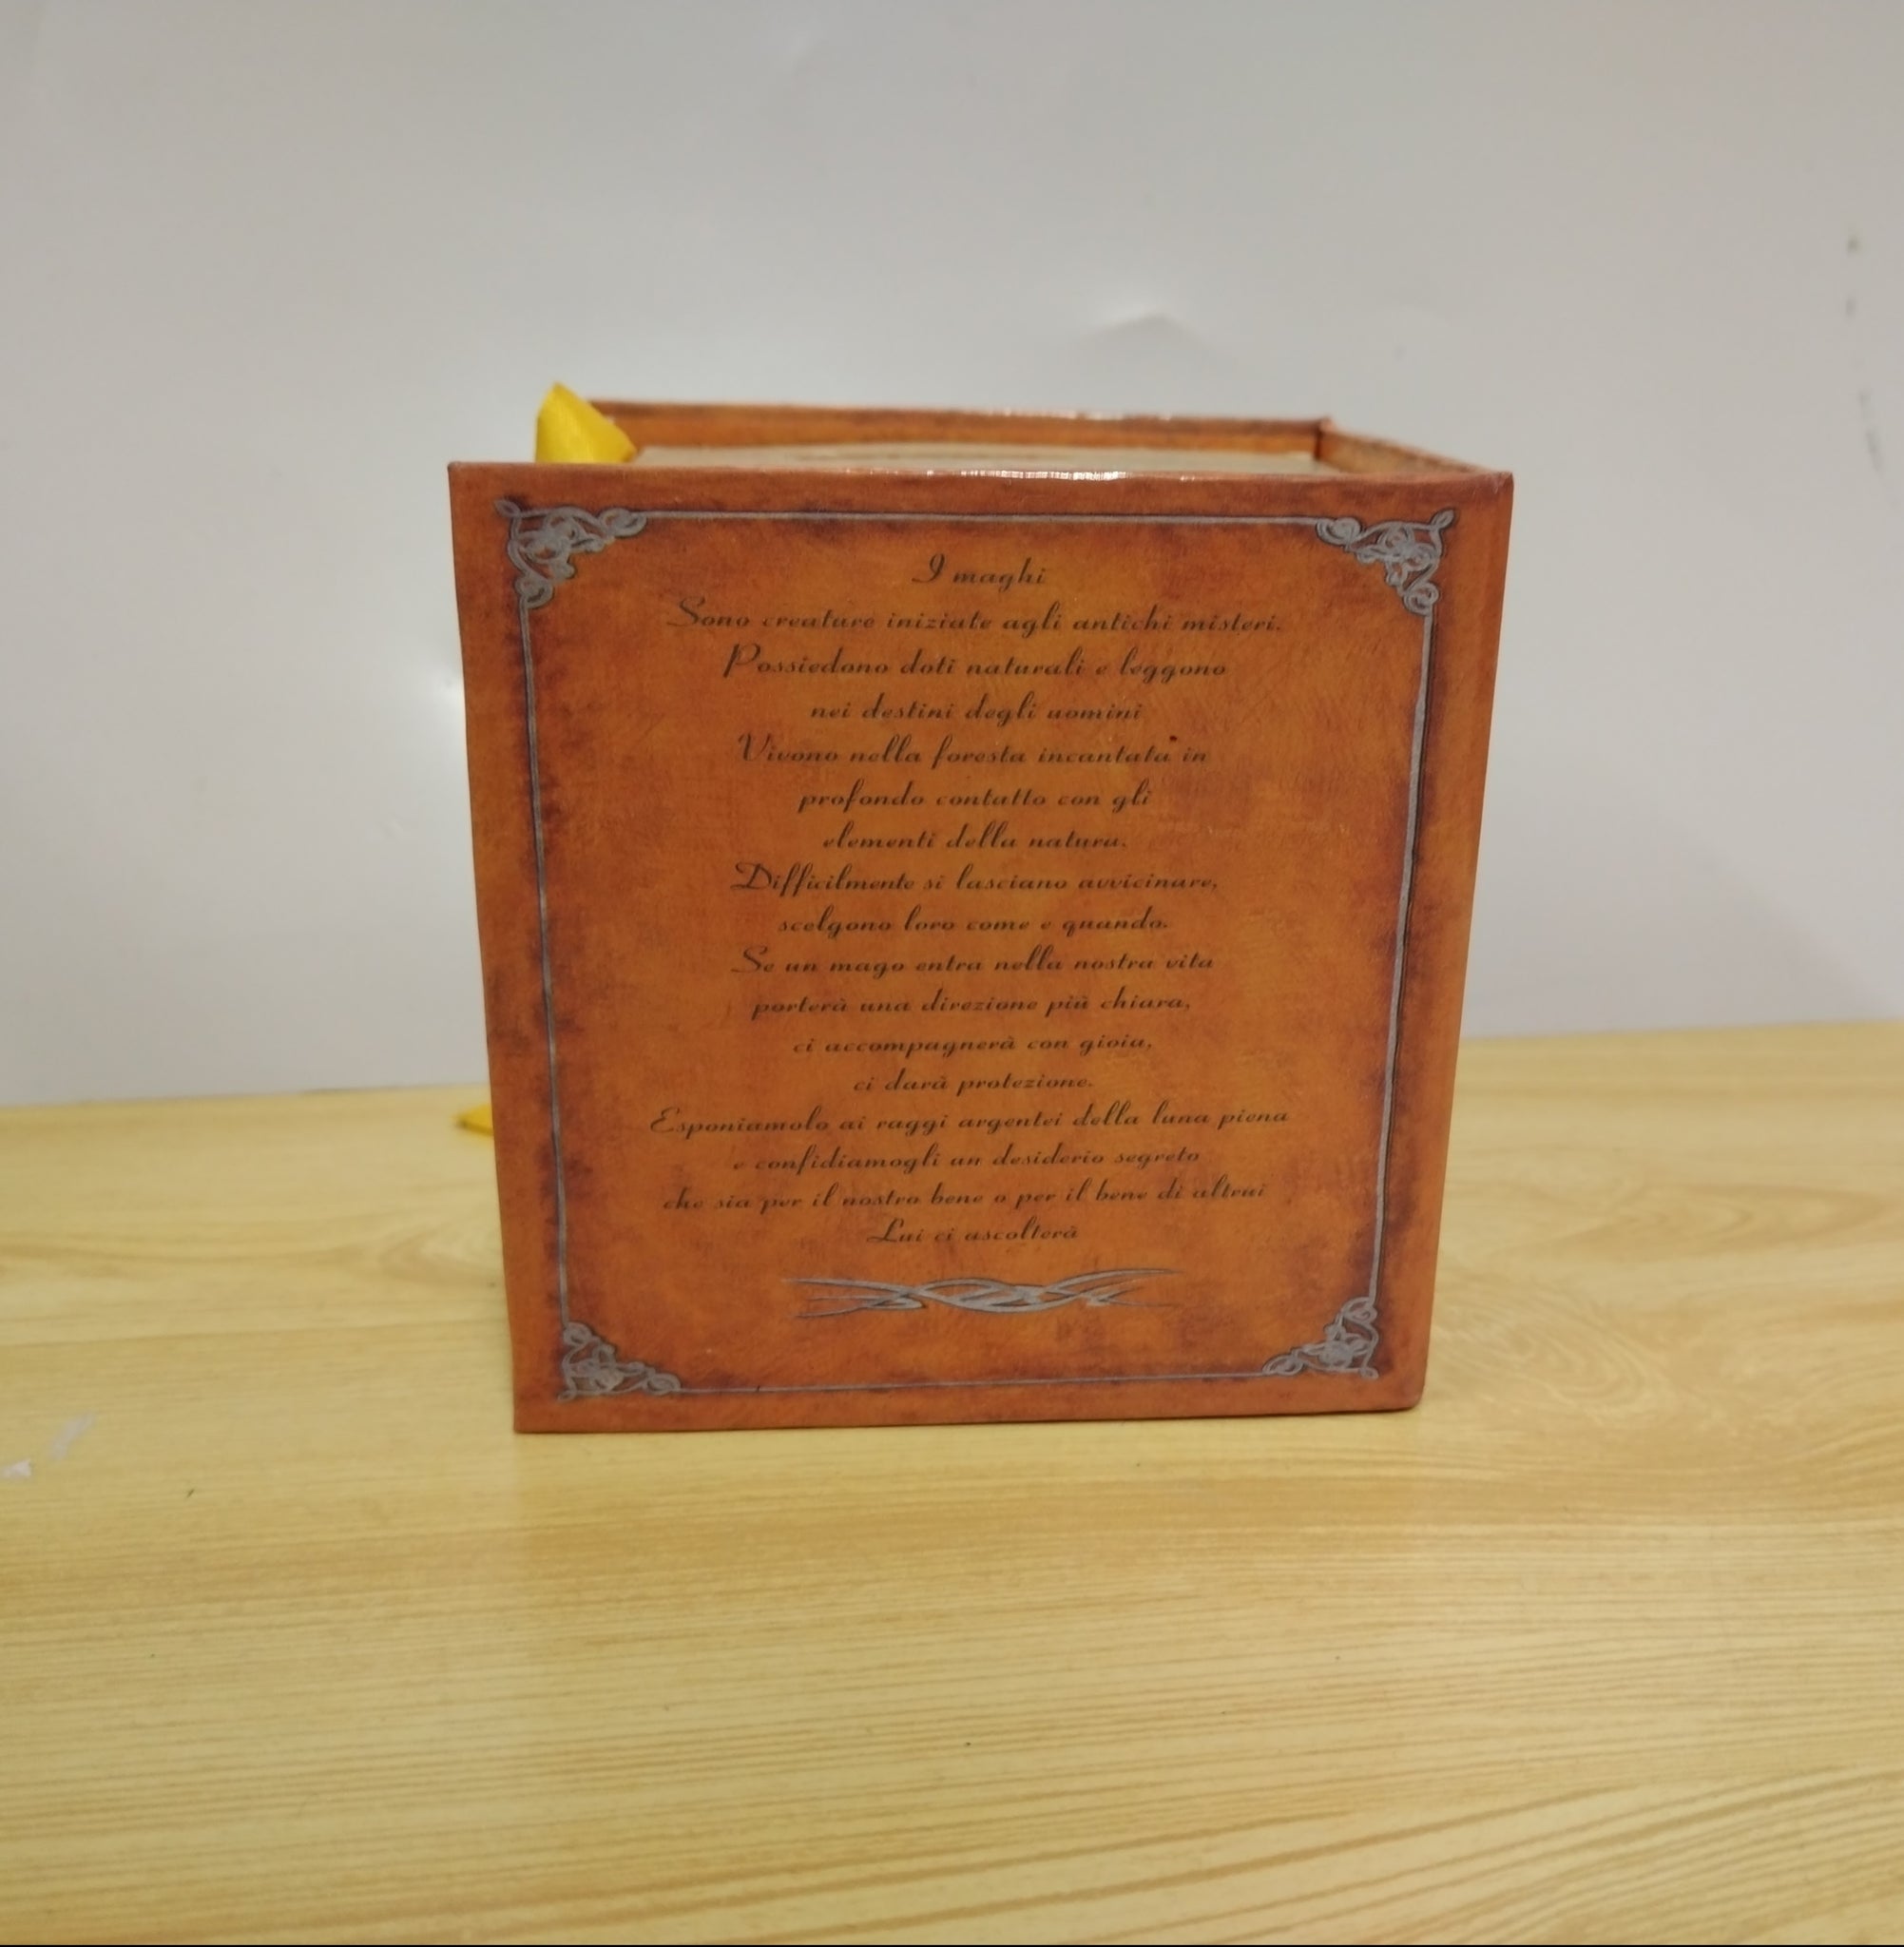 I maghi
Sono creature iniziate agli antichi misteri.
Possiedono doti naturali e leggono
nei destini degli uomini
Vivono nella foresta incantata in
profondo contatto con gli
elementi della natura.
Difficilmente si lasciano avvicinare,
scelgono loro come e quando.
Se un mago entra nella nostra vita
porterà una direzione più chiara,
ci accompagnerà con gioia,
ci darà protezione.
Esponiamolo ai raggi argentei della luna piena
e confidiamogli un desiderio segreto
che sia per il nostro bene o per il bene di altrui
Lui ci ascolterà